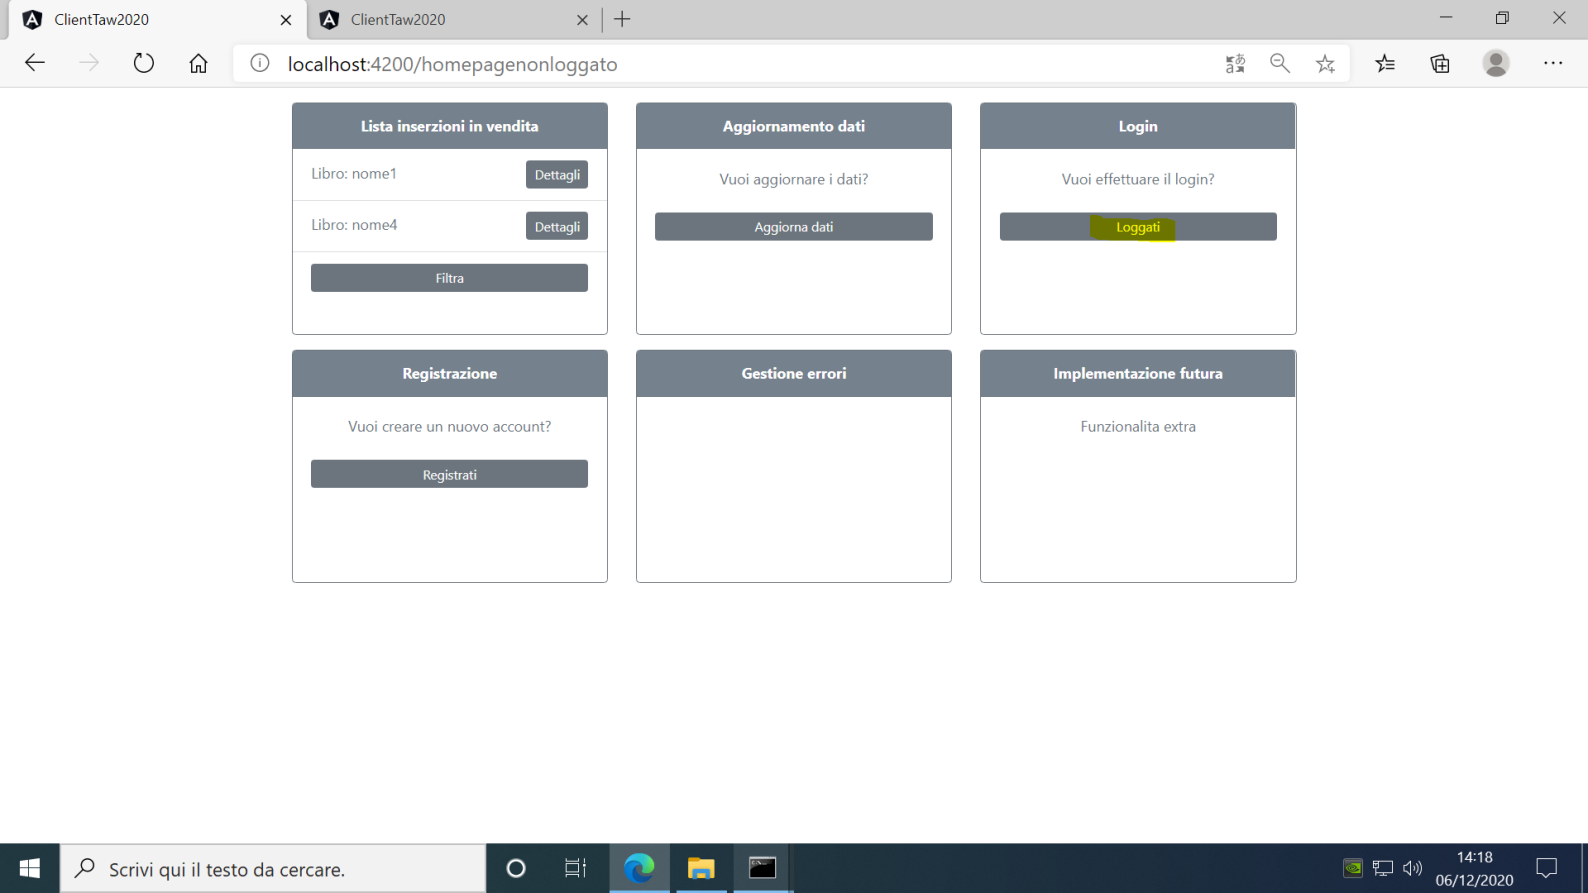 ClientTaw2020
ClientTaw2020
localhost:4200/homepagenonloggato
Lista inserzioni in vendita
Libro: nome1
Dettagli
Libro: nome4
Dettagli
Filtra
Aggiornamento dati
Vuoi aggiornare i dati?
Aggiorna dati
Login
Vuoi effettuare il login?
Loggati
Registrazione
Vuoi creare un nuovo account?
Registrati
Gestione errori
Implementazione futura
Funzionalita extra
Scrivi qui il testo da cercare.
14:18
06/12/2020